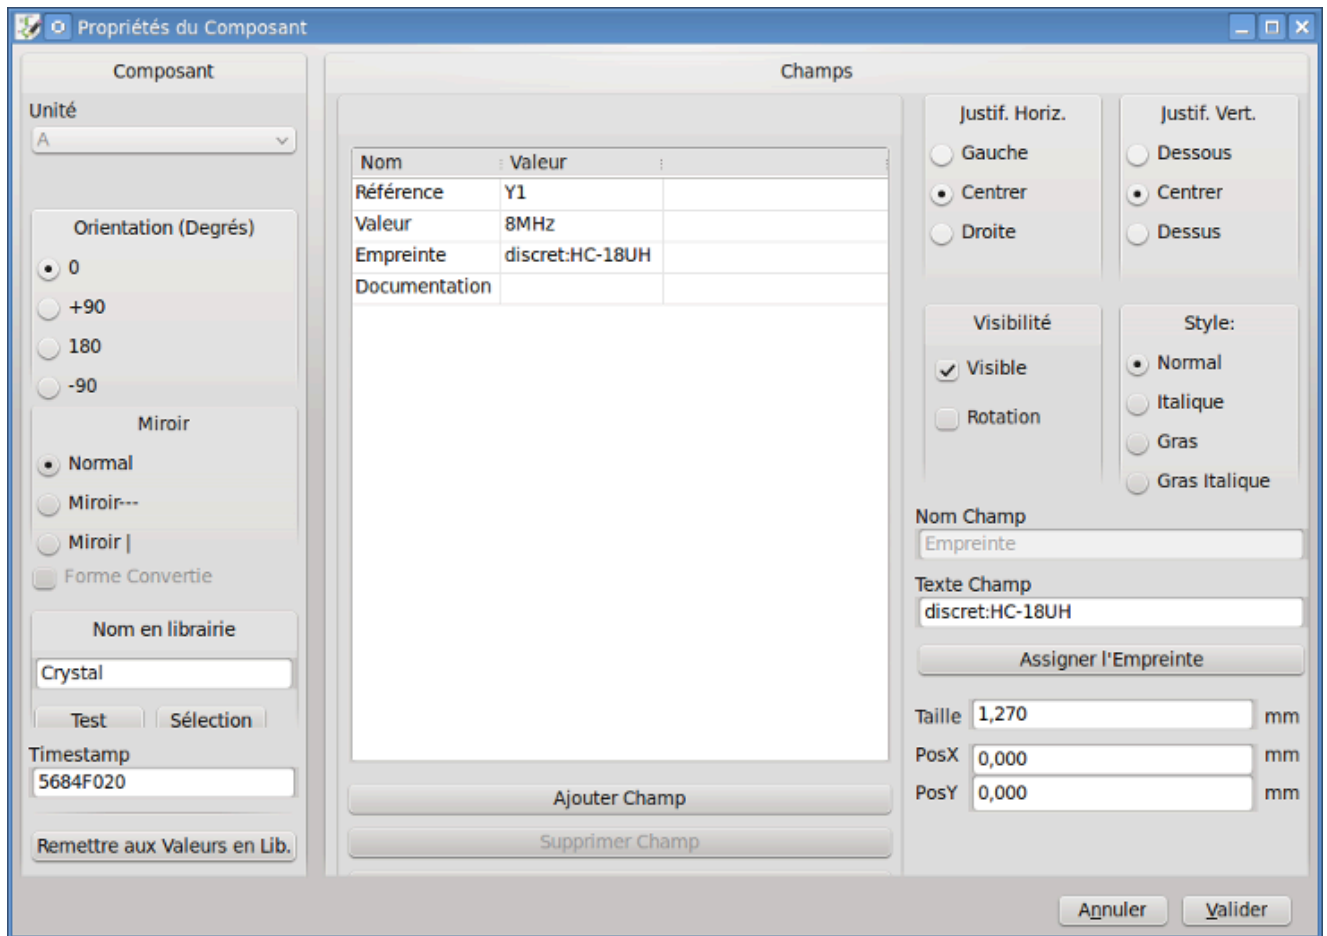 Propriétés du Composant
Composant
Unité
A
Orientation (Degrés)
0
+90
180
-90
Miroir
Normal
Miroir---
Miroir |
Forme Convertie
Nom en librairie
Crystal
Test Sélection
Timestamp
5684F020
Remettre aux Valeurs en Lib.
Champs
Nom Valeur
Référence Y1
Valeur 8MHz
Empreinte discret:HC-18UH
Documentation
Ajouter Champ
Supprimer Champ
Justif. Horiz.
Gauche
Centrer
Droite
Justif. Vert.
Dessous
Centrer
Dessus
Visibilité
Visible
Rotation
Style:
Normal
Italique
Gras
Gras Italique
Nom Champ
Empreinte
Texte Champ
discret:HC-18UH
Assigner l'Empreinte
Taille 1,270 mm
PosX 0,000 mm
PosY 0,000 mm
Annuler Valider